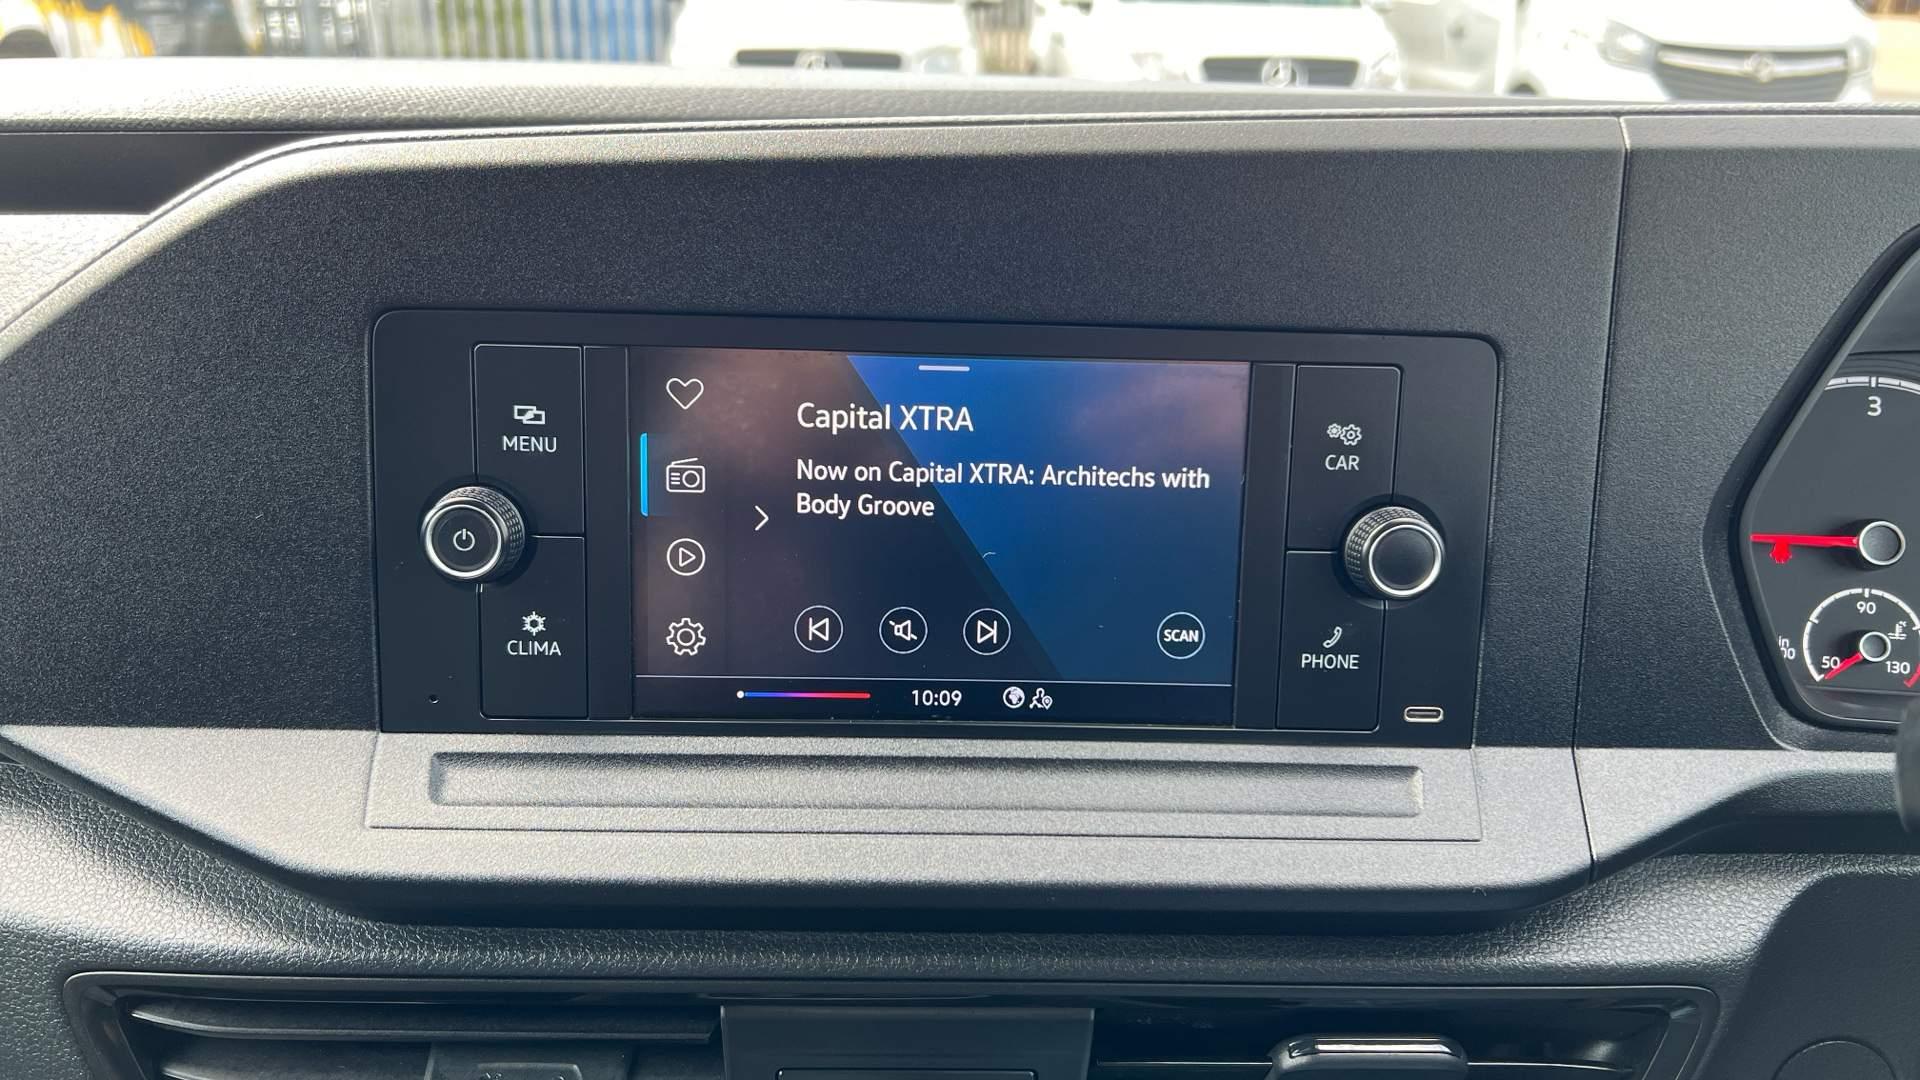 MENU
CLIMA
Capital XTRA
Now on Capital XTRA: Architechs with
Body Groove
SCAN
10:09
CAR
PHONE
3
90
50
130